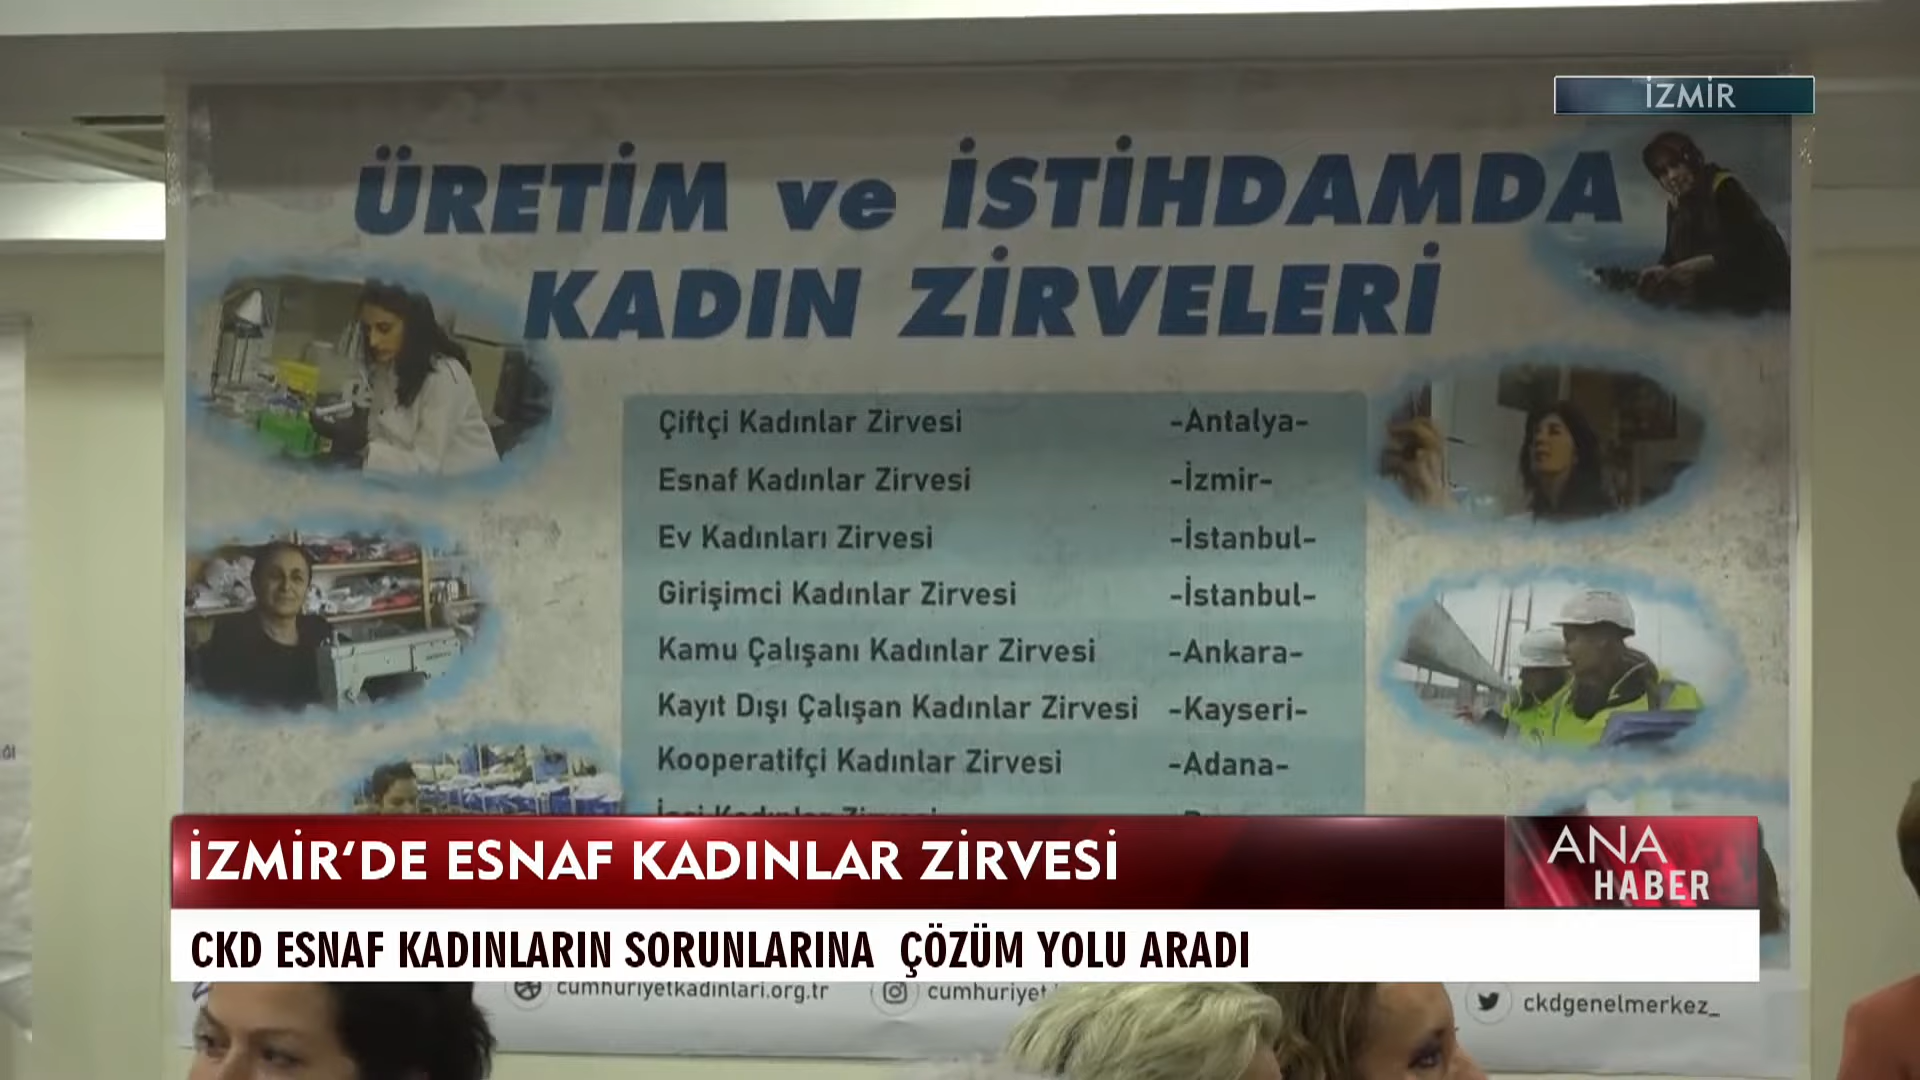 İZMİR
ÜRETİM ve İSTİHDAMDA
KADIN ZİRVELERİ
Çiftçi Kadınlar Zirvesi -Antalya-
Esnaf Kadınlar Zirvesi -İzmir-
Ev Kadınları Zirvesi -İstanbul-
Girişimci Kadınlar Zirvesi -İstanbul-
Kamu Çalışanı Kadınlar Zirvesi -Ankara-
Kayıt Dışı Çalışan Kadınlar Zirvesi -Kayseri-
Kooperatifçi Kadınlar Zirvesi -Adana-
İZMİR‘DE ESNAF KADINLAR ZİRVESİ
ANA
HABER
CKD ESNAF KADINLARIN SORUNLARINA ÇÖZÜM YOLU ARADI
cumhuriyetkadinlari.org.tr cumhuriyet ckdgenelmerkez_